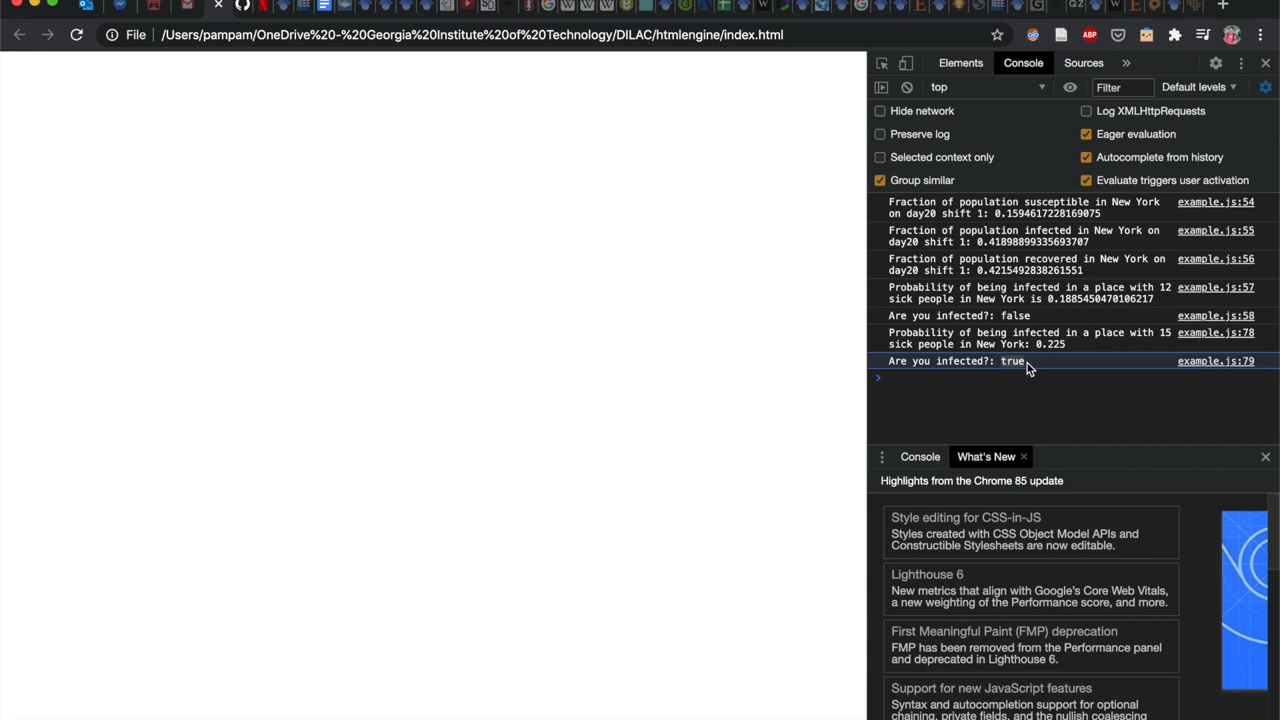 File /Users/pampam/OneDrive%20-%20Georgia%20Institute%20of%20Technology/DILAC/htmlengine/index.html
ABP
Elements Console Sources »
top Filter Default levels
Hide network Log XMLHttpRequests
Preserve log Eager evaluation
Selected context only Autocomplete from history
Group similar Evaluate triggers user activation
Fraction of population susceptible in New York example.js:54
on day20 shift 1: 0.1594617228169075
Fraction of population infected in New York on example.js:55
day20 shift 1: 0.41898899335693707
Fraction of population recovered in New York on example.js:56
day20 shift 1: 0.4215492838261551
Probability of being infected in a place with 12 example.js:57
sick people in New York is 0.1885450470106217
Are you infected?: false example.js:58
Probability of being infected in a place with 15 example.js:78
sick people in New York: 0.225
Are you infected?: true example.js:79
Console What's New
Highlights from the Chrome 85 update
Style editing for CSS-in-JS
Styles created with CSS Object Model APIs and
Constructible Stylesheets are now editable.
Lighthouse 6
New metrics that align with Google's Core Web Vitals,
a new weighting of the Performance score, and more.
First Meaningful Paint (FMP) deprecation
FMP has been removed from the Performance panel
and deprecated in Lighthouse 6.
Support for new JavaScript features
Syntax and autocompletion support for optional
chaining, private fields, and the nullish coalescing